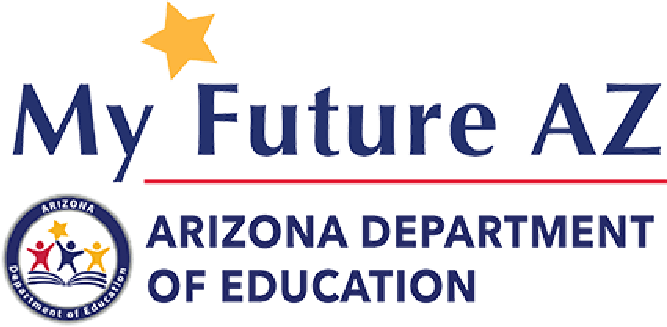 My Future AZ
ARIZONA
Department of Education
ARIZONA DEPARTMENT
OF EDUCATION